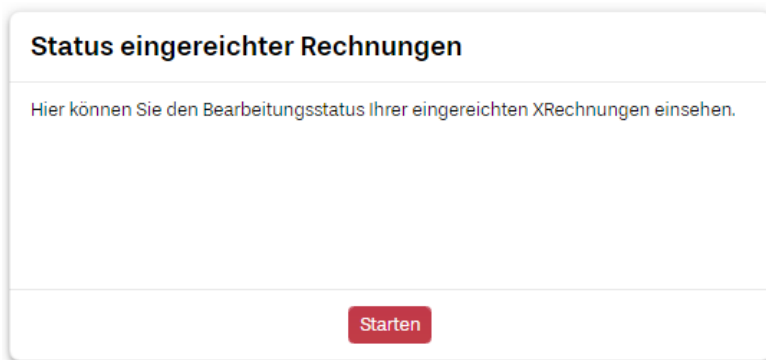 Status eingereichter Rechnungen
Hier können Sie den Bearbeitungsstatus Ihrer eingereichten XRechnungen einsehen.
Starten